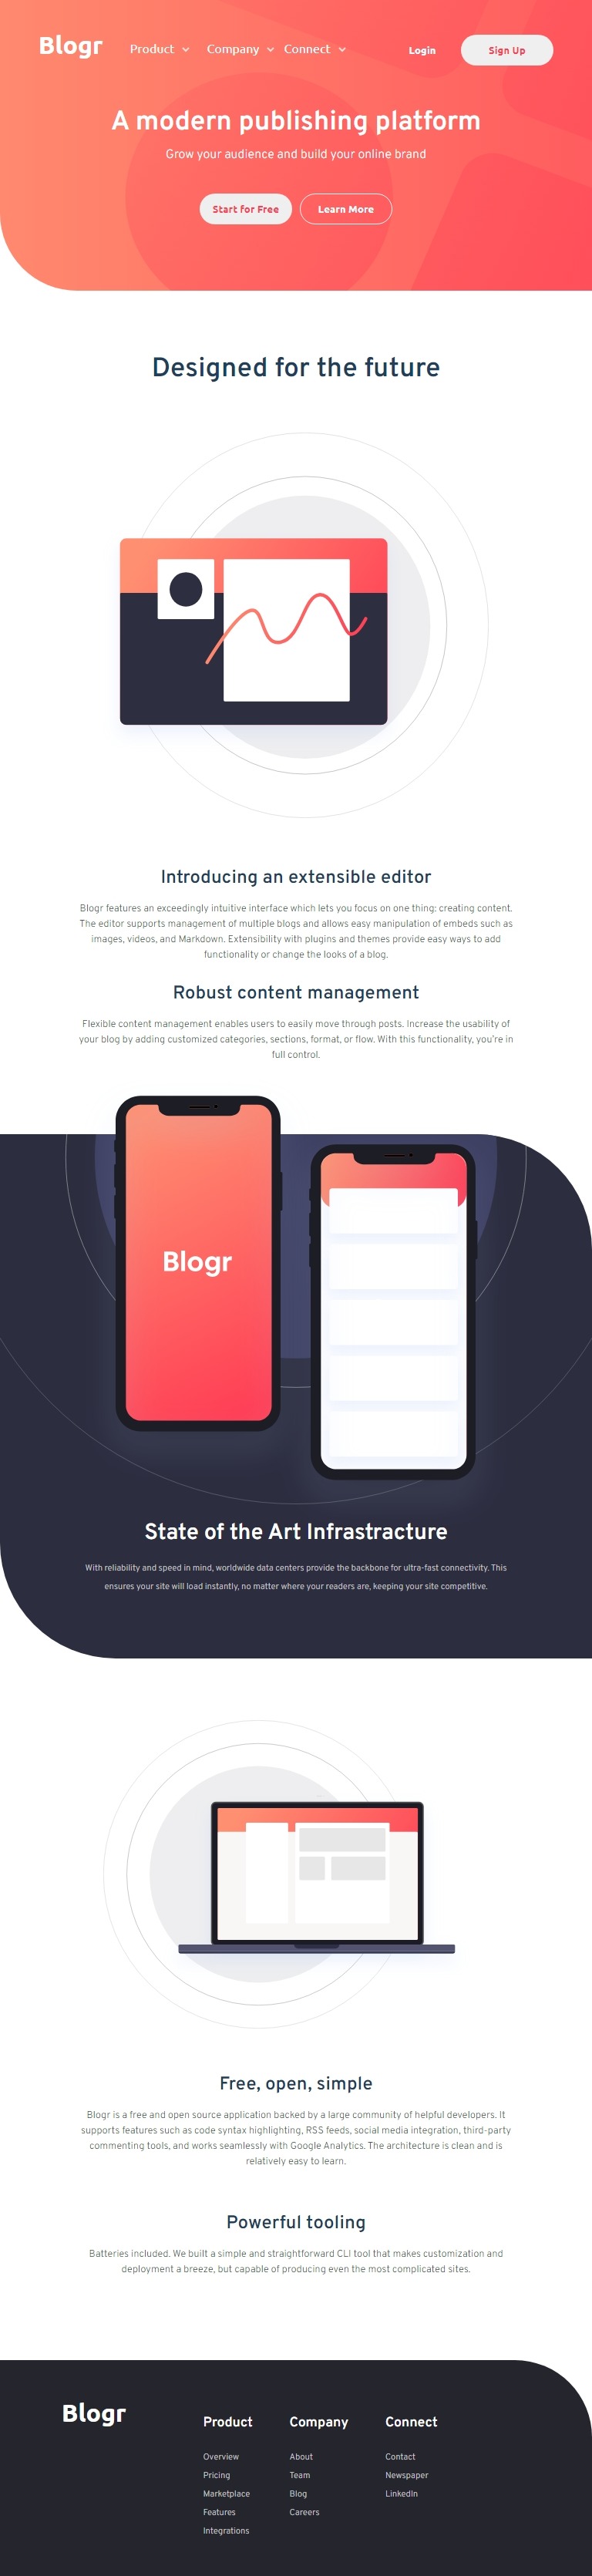 Blogr Product Company Connect Login Sign Up
A modern publishing platform
Grow your audience and build your online brand
Start for Free Learn More
Designed for the future
Introducing an extensible editor
Blogr features an exceedingly intuitive interface which lets you focus on one thing: creating content.
The editor supports management of multiple blogs and allows easy manipulation of embeds such as
images, videos, and Markdown. Extensibility with plugins and themes provide easy ways to add
functionality or change the looks of a blog.
Robust content management
Flexible content management enables users to easily move through posts. Increase the usability of
your blog by adding customized categories, sections, format, or flow. With this functionality, you're in
full control.
Blogr
State of the Art Infrastracture
With reliability and speed in mind, worldwide data centers provide the backbone for ultra-fast connectivity. This
ensures your site will load instantly, no matter where your readers are, keeping your site competitive.
Free, open, simple
Blogr is a free and open source application backed by a large community of helpful developers. It
supports features such as code syntax highlighting, RSS feeds, social media integration, third-party
commenting tools, and works seamlessly with Google Analytics. The architecture is clean and is
relatively easy to learn.
Powerful tooling
Batteries included. We built a simple and straightforward CLI tool that makes customization and
deployment a breeze, but capable of producing even the most complicated sites.
Blogr
Product
Overview
Pricing
Marketplace
Features
Integrations
Company
About
Team
Blog
Careers
Connect
Contact
Newspaper
LinkedIn